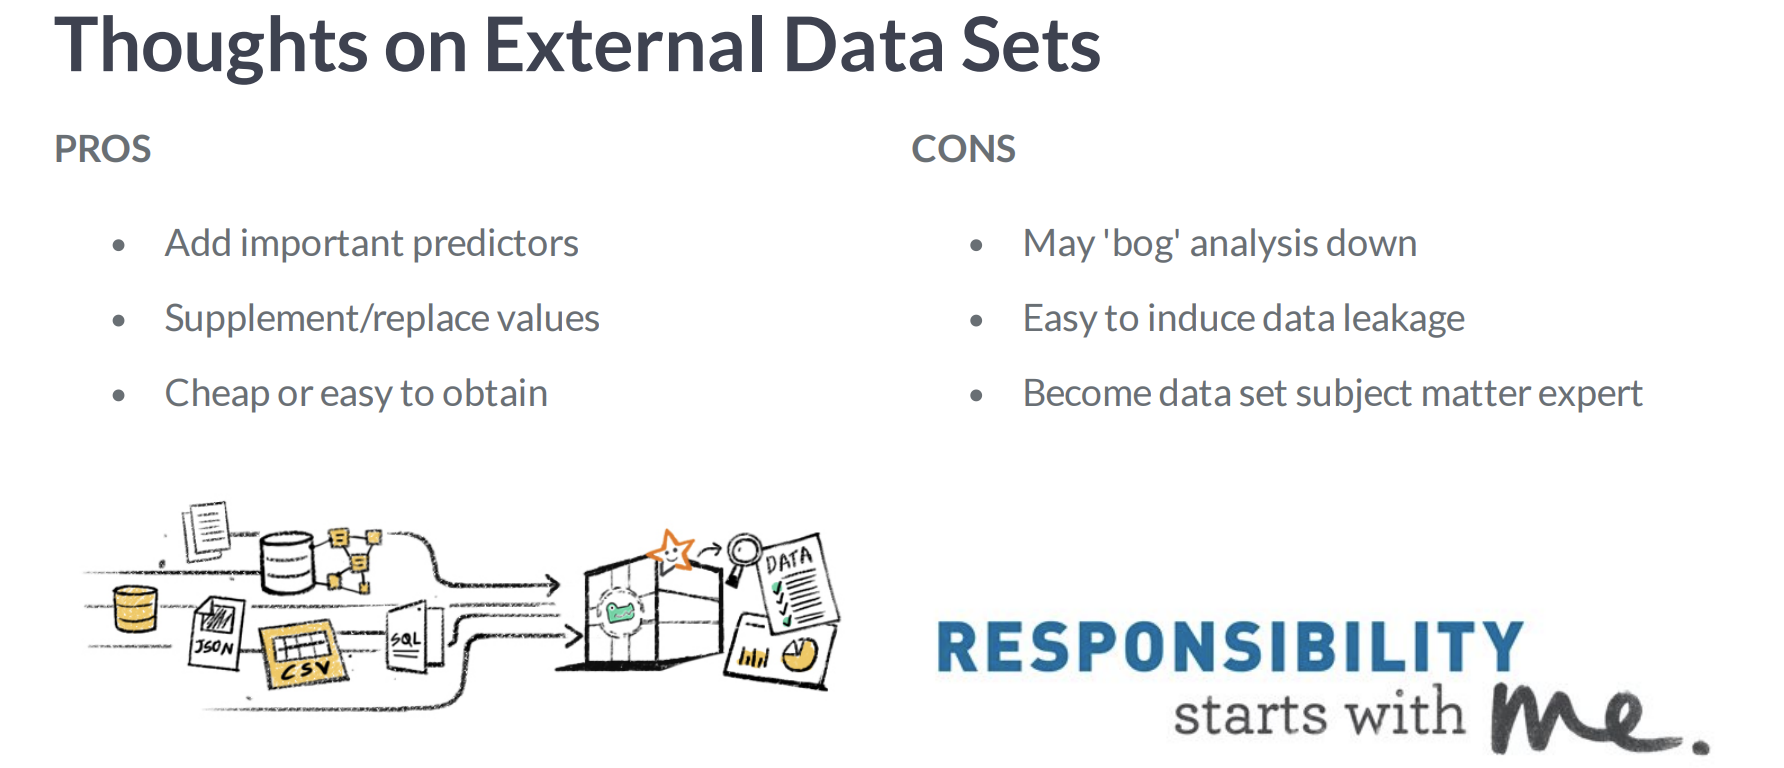 Thoughts on External Data Sets
PROS
• Add important predictors
• Supplement/replace values
• Cheap or easy to obtain
CONS
• May 'bog' analysis down
• Easy to induce data leakage
• Become data set subject matter expert
JSON
CSV
SQL
DATA
RESPONSIBILITY
starts with me.